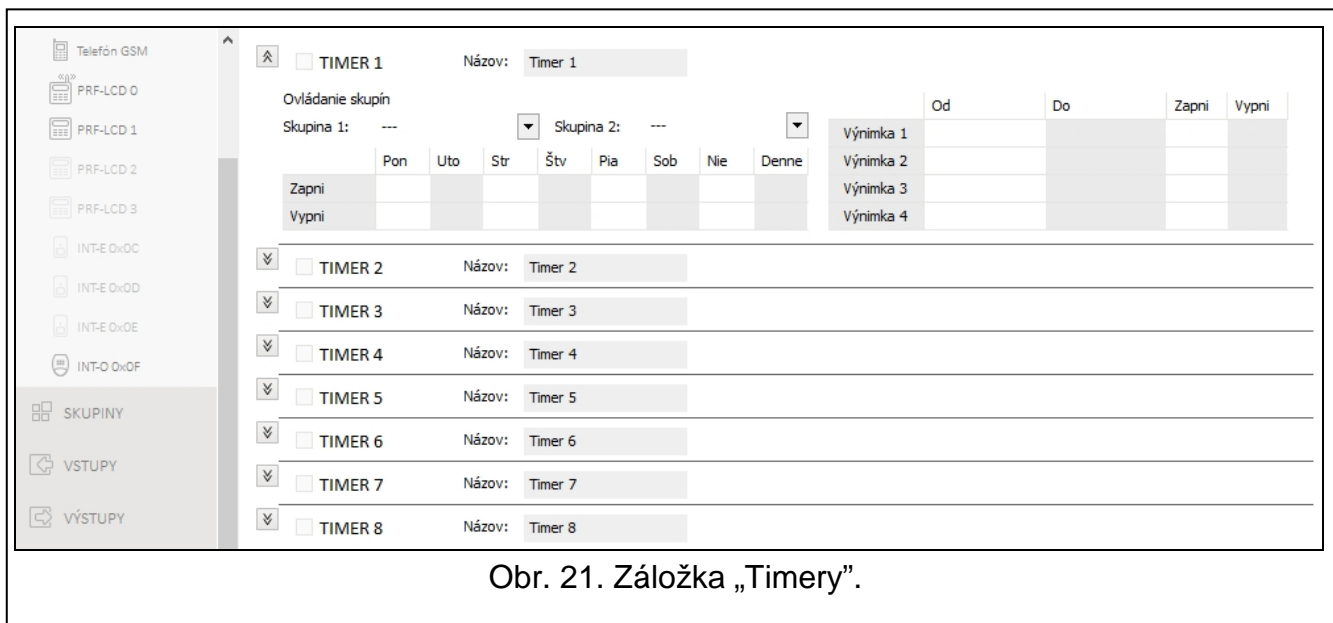 Telefón GSM
PRF-LCD 0
PRF-LCD 1
PRF-LCD 2
PRF-LCD 3
INT-E 0x0C
INT-E 0x0D
INT-E 0x0E
INT-O 0x0F
SKUPINY
VSTUPY
VÝSTUPY
TIMER 1 Názov: Timer 1
Ovládanie skupín
Skupina 1: --- Skupina 2: ---
Pon Uto Str Štv Pia Sob Nie Denne
Zapni
Vypni
Od Do Zapni Vypni
Výnimka 1
Výnimka 2
Výnimka 3
Výnimka 4
TIMER 2 Názov: Timer 2
TIMER 3 Názov: Timer 3
TIMER 4 Názov: Timer 4
TIMER 5 Názov: Timer 5
TIMER 6 Názov: Timer 6
TIMER 7 Názov: Timer 7
TIMER 8 Názov: Timer 8
Obr. 21. Záložka „Timery”.